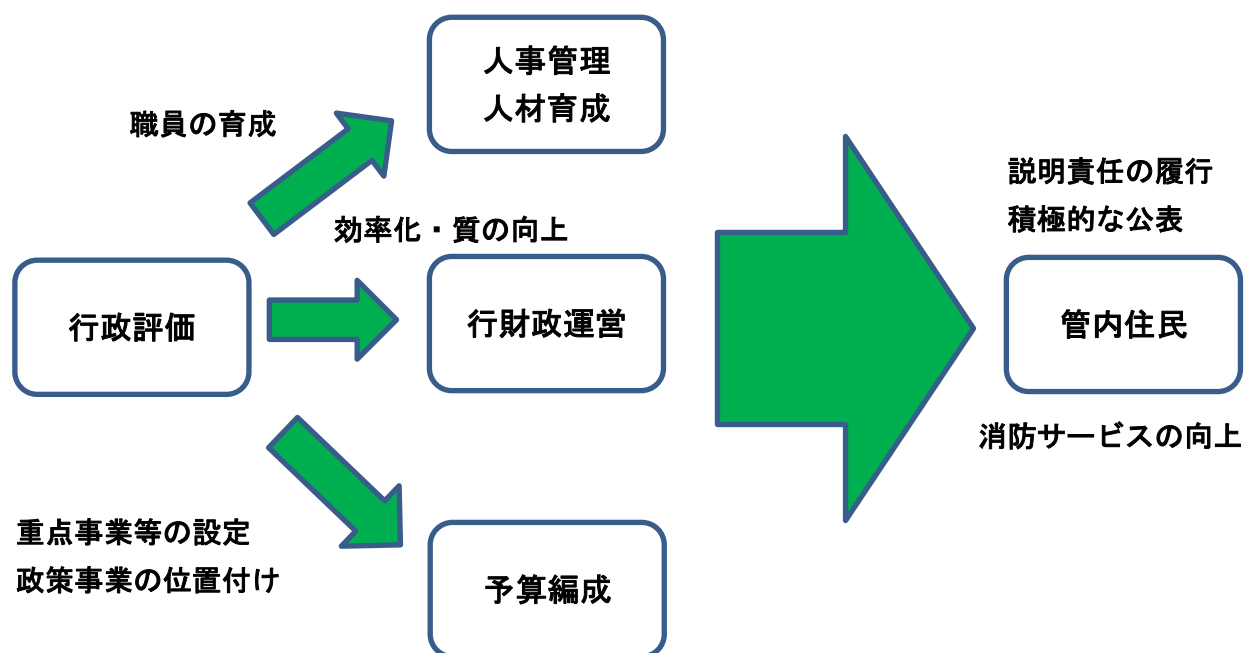 人事管理
人材育成
職員の育成
効率化・質の向上
行政評価
行財政運営
重点事業等の設定
政策事業の位置付け
予算編成
説明責任の履行
積極的な公表
管内住民
消防サービスの向上